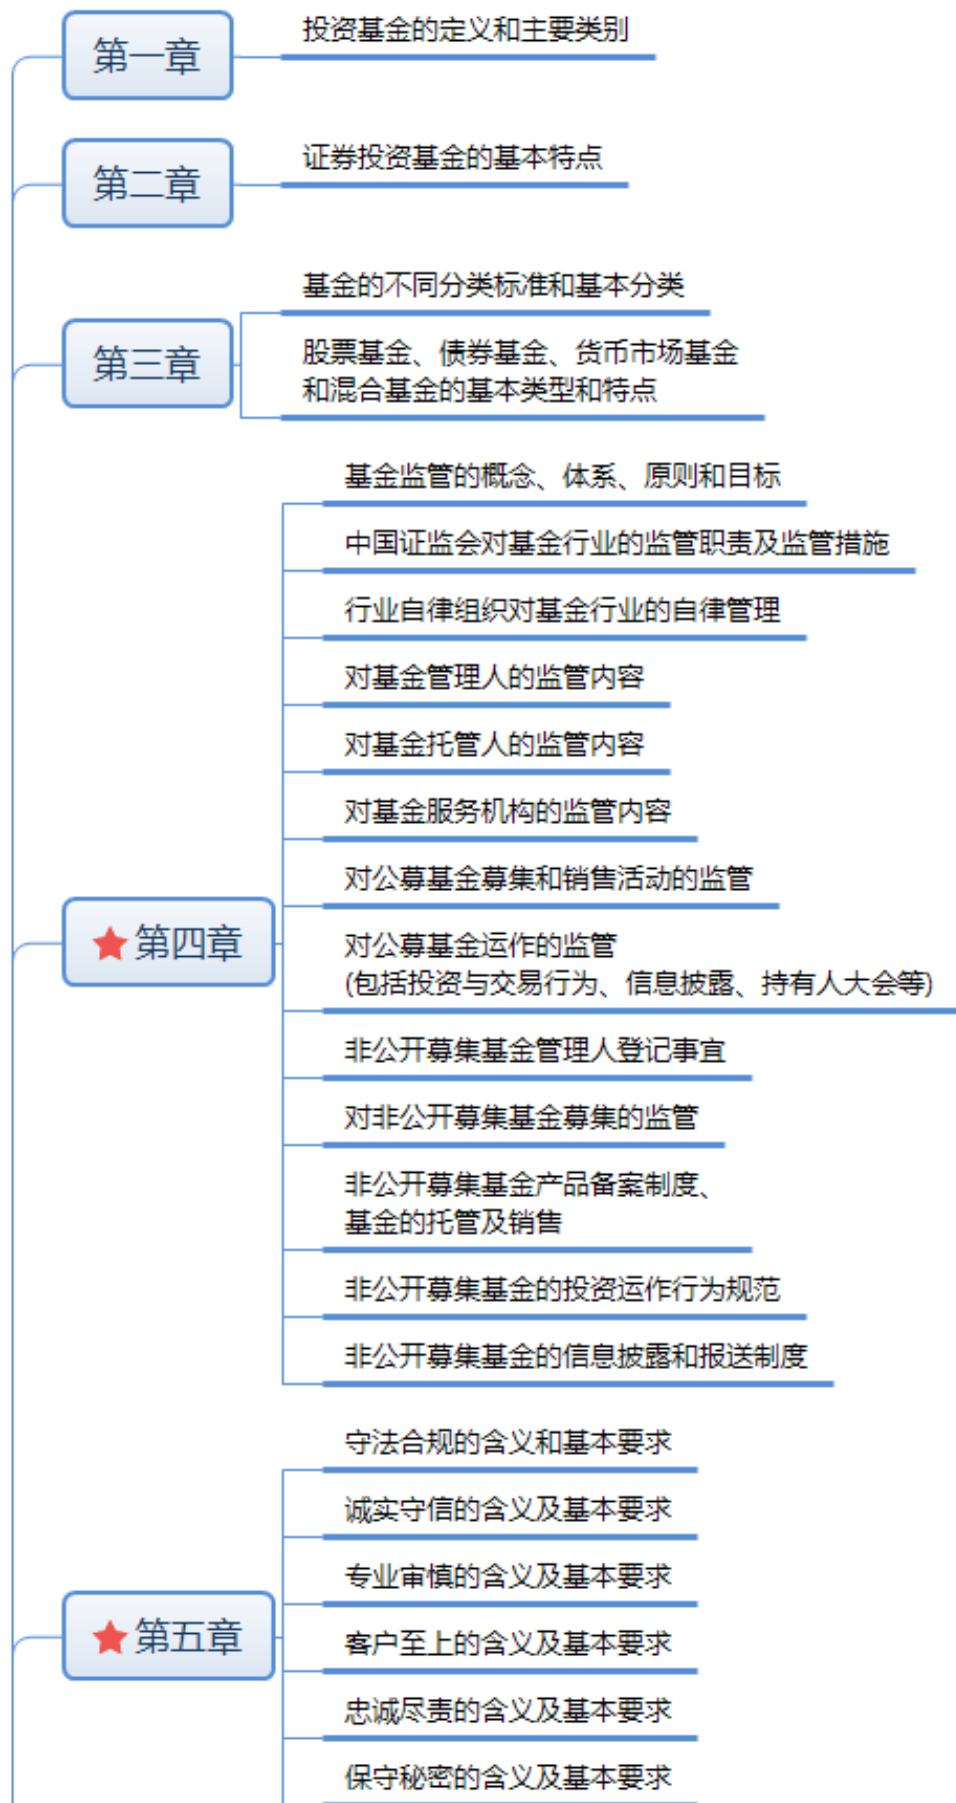 第一章
投资基金的定义和主要类别
第二章
证券投资基金的基本特点
第三章
基金的不同分类标准和基本分类
股票基金、债券基金、货币市场基金
和混合基金的基本类型和特点
第四章
基金监管的概念、体系、原则和目标
中国证监会对基金行业的监管职责及监管措施
行业自律组织对基金行业的自律管理
对基金管理人的监管内容
对基金托管人的监管内容
对基金服务机构的监管内容
对公募基金募集和销售活动的监管
对公募基金运作的监管
(包括投资与交易行为、信息披露、持有人大会等)
非公开募集基金管理人登记事宜
对非公开募集基金募集的监管
非公开募集基金产品备案制度、
基金的托管及销售
非公开募集基金的投资运作行为规范
非公开募集基金的信息披露和报送制度
第五章
守法合规的含义和基本要求
诚实守信的含义及基本要求
专业审慎的含义及基本要求
客户至上的含义及基本要求
忠诚尽责的含义及基本要求
保守秘密的含义及基本要求